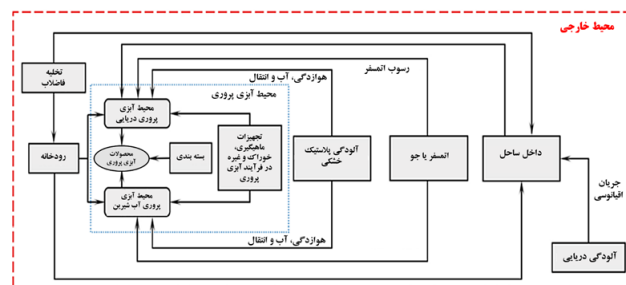 محیط خارجی
رسوب اتمسفر
هوازدگی، آب و انتقال
تخلیه
فاضلاب
محیط آبزی پروری
محیط آبزی
پروری دریایی
تجهیزات
ماهیگیری،
خوراک و غیره
در فرآیند آبزی
پروری
آلودگی پلاستیک
خشکی
اتمسفر یا جو
داخل ساحل
رودخانه
محصولات
آبزی پروری
بسته بندی
جریان
اقیانوسی
محیط آبزی
پروری آب شیرین
هوازدگی، آب و انتقال
آلودگی دریایی